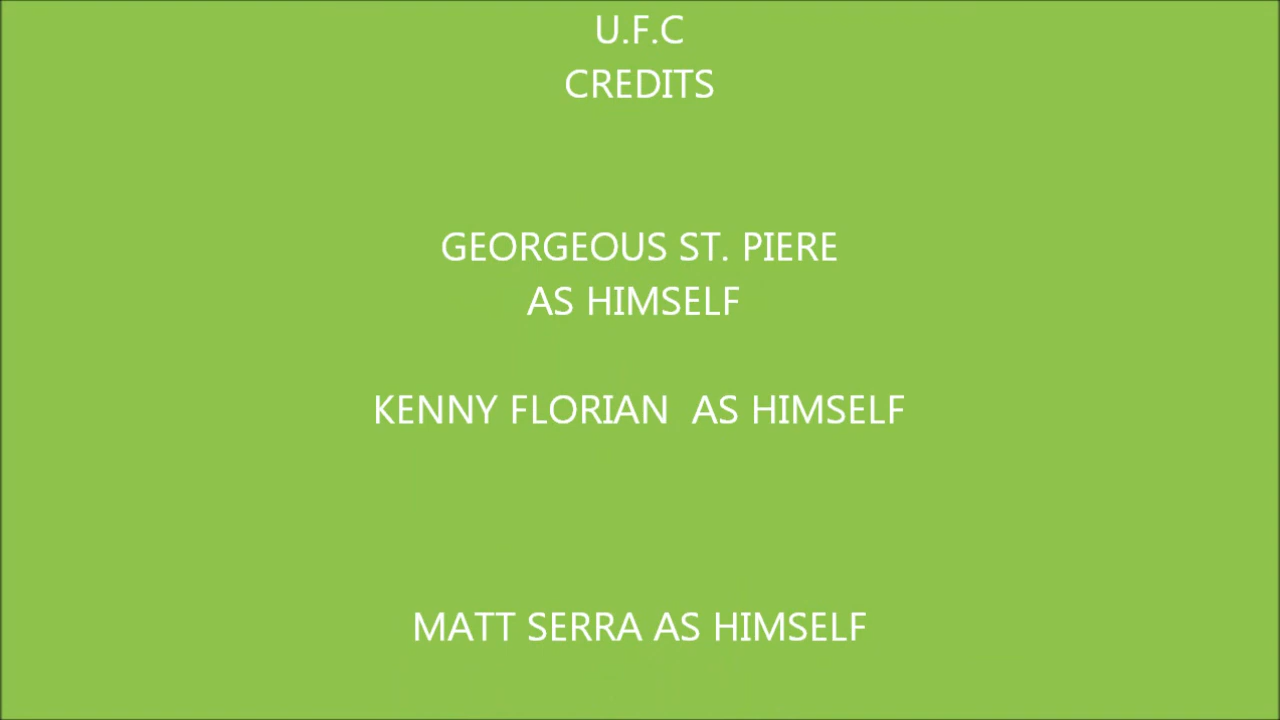 U.F.C
CREDITS
GEORGEOUS ST. PIERE
AS HIMSELF
KENNY FLORIAN  AS HIMSELF
MATT SERRA AS HIMSELF